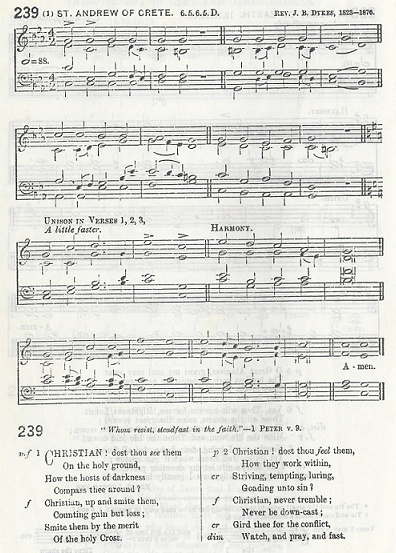 239 (1) ST. ANDREW OF CRETE. 6.5.6.5. D. REV. J. B. DYKES, 1823–1876.
=88.
UNISON IN VERSES 1, 2, 3,
A little faster.
HARMONY.
A - men.
239
"Whom resist, steadfast in the faith."—1 PETER v. 9.
mf 1 CHRISTIAN! dost thou see them
On the holy ground,
How the hosts of darkness
Compass thee around?
f Christian, up and smite them,
Counting gain but loss;
Smite them by the merit
Of the holy Cross.
p 2 Christian! dost thou feel them,
How they work within,
cr Striving, tempting, luring,
Goading unto sin?
f Christian, never tremble;
Never be down-cast;
cr Gird thee for the conflict,
dim Watch, and pray, and fast.